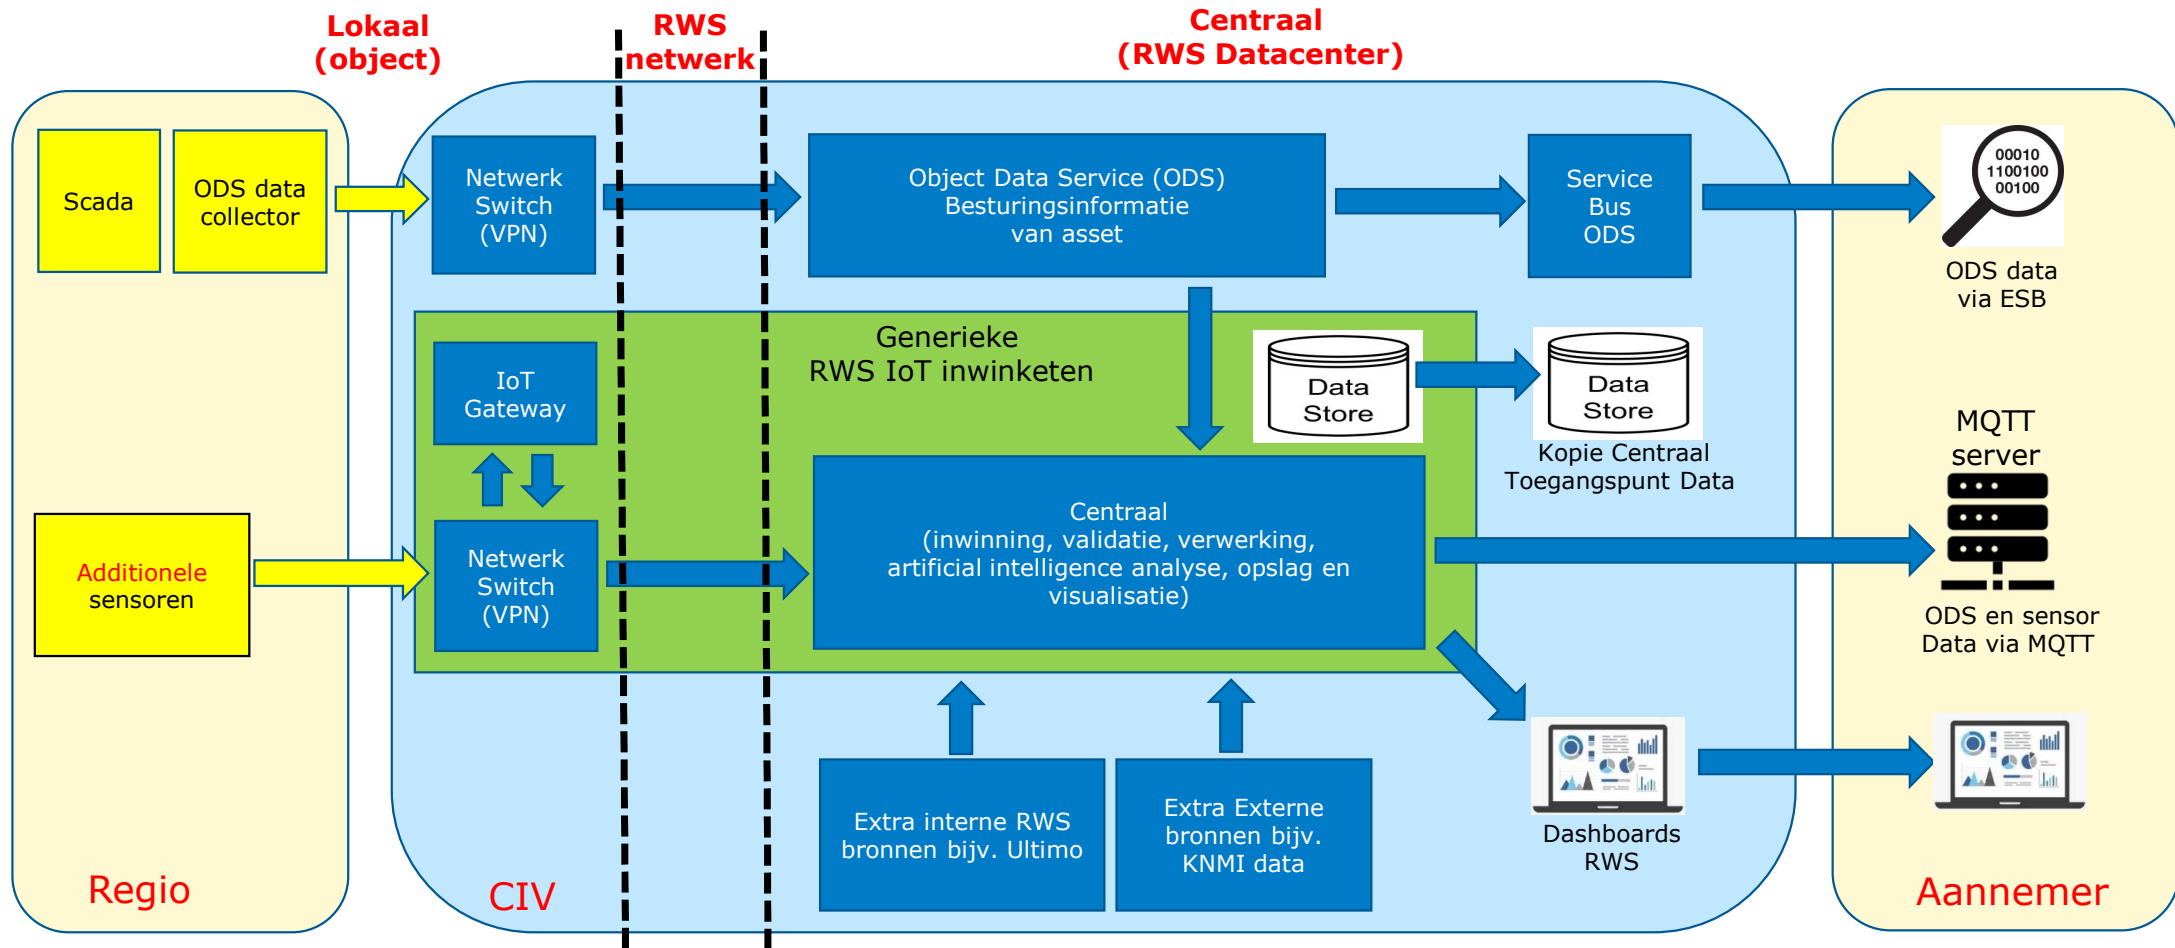 Lokaal
(object)
RWS
netwerk
Centraal
(RWS Datacenter)
Scada
ODS data
collector
Netwerk
Switch
(VPN)
Object Data Service (ODS)
Besturingsinformatie
van asset
Service
Bus
ODS
00010
1100100
00100
ODS data
via ESB
Generieke
RWS IoT inwinketen
IoT
Gateway
Data
Store
Data
Store
Kopie Centraal
Toegangspunt Data
MQTT
server
Additionele
sensoren
Netwerk
Switch
(VPN)
Centraal
(inwinning, validatie, verwerking,
artificial intelligence analyse, opslag en
visualisatie)
ODS en sensor
Data via MQTT
Extra interne RWS
bronnen bijv. Ultimo
Extra Externe
bronnen bijv.
KNMI data
Dashboards
RWS
Regio
CIV
Aannemer